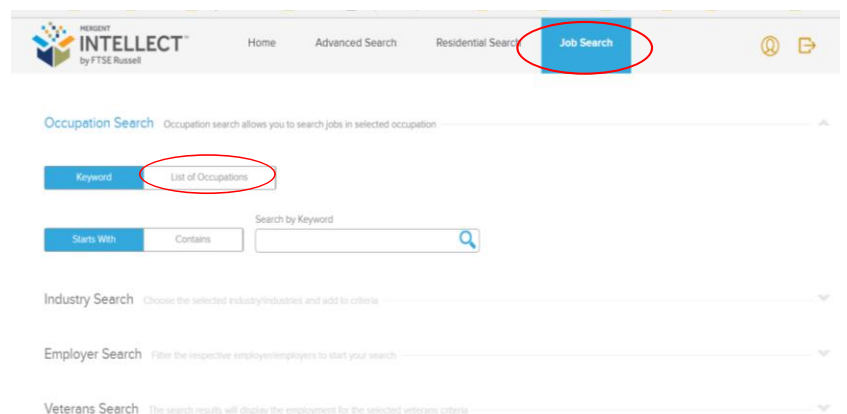 MERGENT
INTELLECT™
by FTSE Russell
Home Advanced Search Residential Search Job Search
Occupation Search Occupation search allows you to search jobs in selected occupation
Keyword List of Occupations
Search by Keyword
Starts With Contains
Industry Search Choose the selected industry/industries and add to criteria
Employer Search Filter the respective employer/employers to start your search
Veterans Search The search results will display the employment for the selected veterans criteria